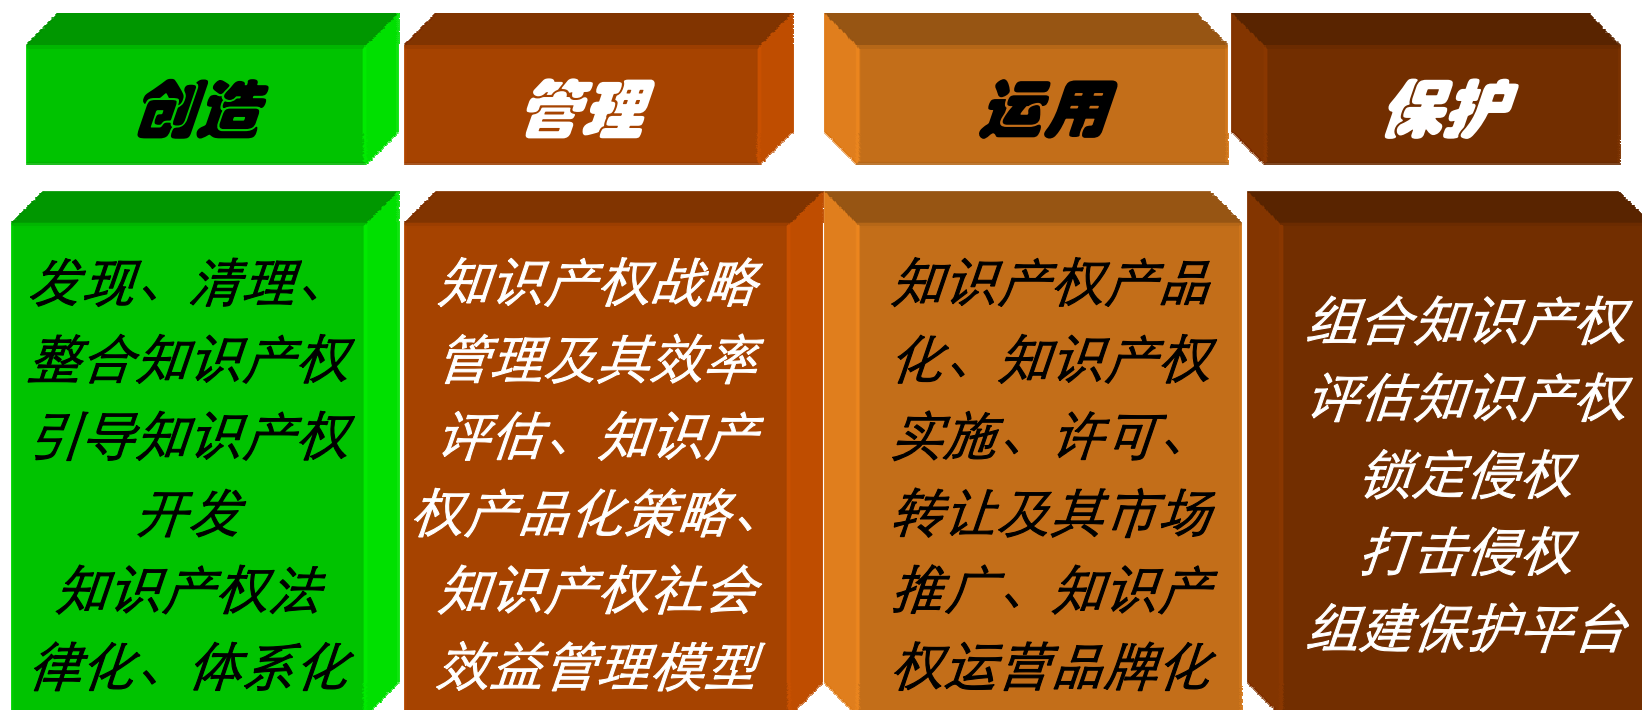 创造
管理
运用
保护
发现、清理、
整合知识产权
引导知识产权
开发
知识产权法
律化、体系化
知识产权战略
管理及其效率
评估、知识产
权产品化策略、
知识产权社会
效益管理模型
知识产权产品
化、知识产权
实施、许可、
转让及其市场
推广、知识产
权运营品牌化
组合知识产权
评估知识产权
锁定侵权
打击侵权
组建保护平台